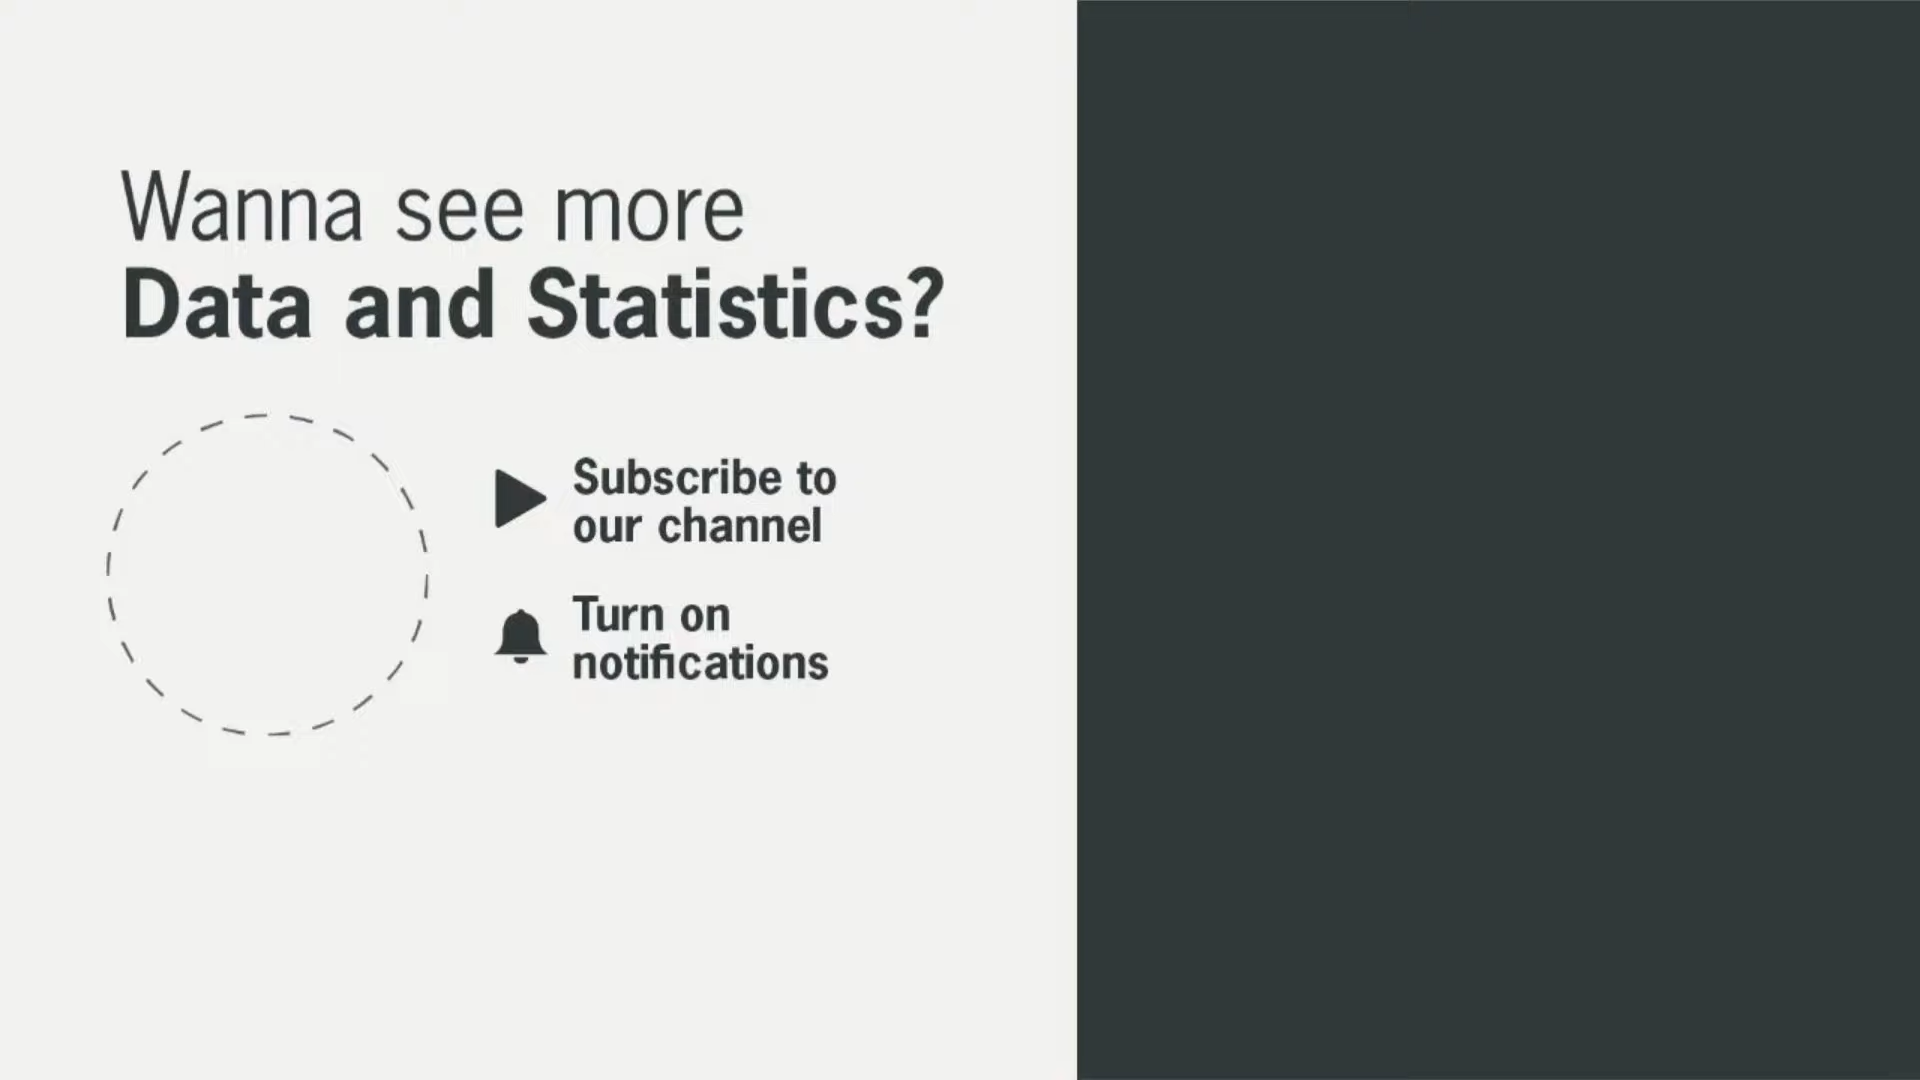 Wanna see more
Data and Statistics?
Subscribe to
our channel
Turn on
notifications